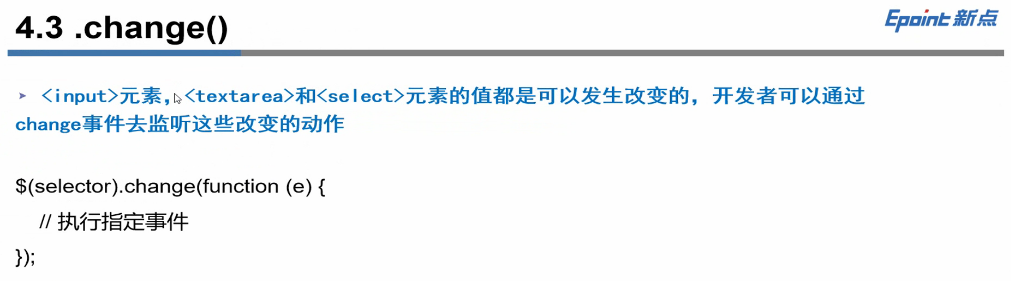 4.3 .change()
Epoint 新点
‣ <input>元素,<textarea>和<select>元素的值都是可以发生改变的，开发者可以通过
change事件去监听这些改变的动作
$(selector).change(function (e) {
// 执行指定事件
});